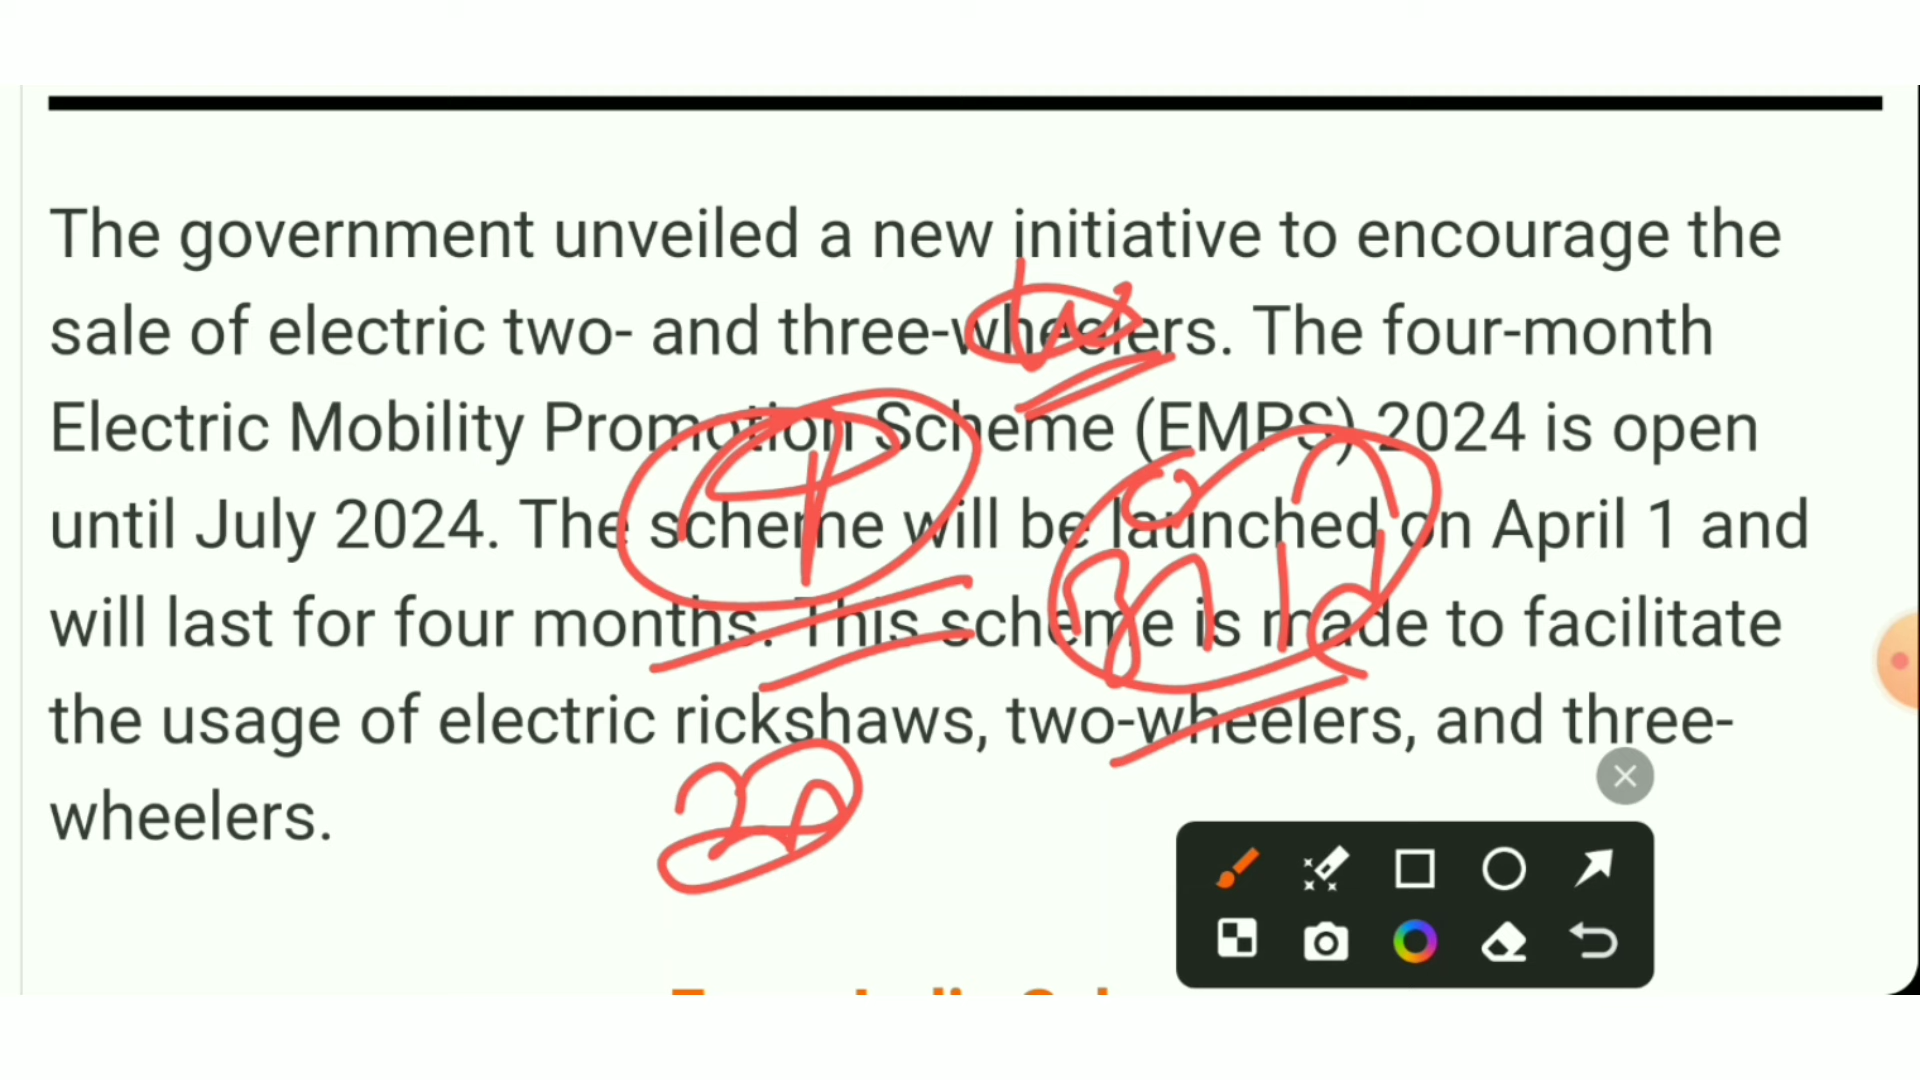 The government unveiled a new initiative to encourage the
sale of electric two- and three-wheelers. The four-month
Electric Mobility Promotion Scheme (EMPS) 2024 is open
until July 2024. The scheme will be launched on April 1 and
will last for four months. This scheme is made to facilitate
the usage of electric rickshaws, two-wheelers, and three-
wheelers.